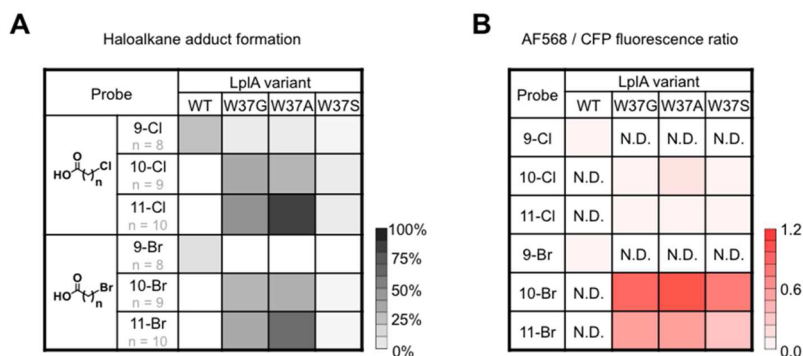 A
Haloalkane adduct formation
Probe
LplA variant
WT W37G W37A W37S
HO O Cl n
9-Cl
n = 8
10-Cl
n = 9
11-Cl
n = 10
HO O Br n
9-Br
n = 8
10-Br
n = 9
11-Br
n = 10
100%
75%
50%
25%
0%
B
AF568 / CFP fluorescence ratio
Probe
LplA variant
WT W37G W37A W37S
9-Cl N.D. N.D. N.D.
10-Cl N.D.
11-Cl N.D.
9-Br N.D. N.D. N.D.
10-Br N.D.
11-Br N.D.
1.2
0.6
0.0